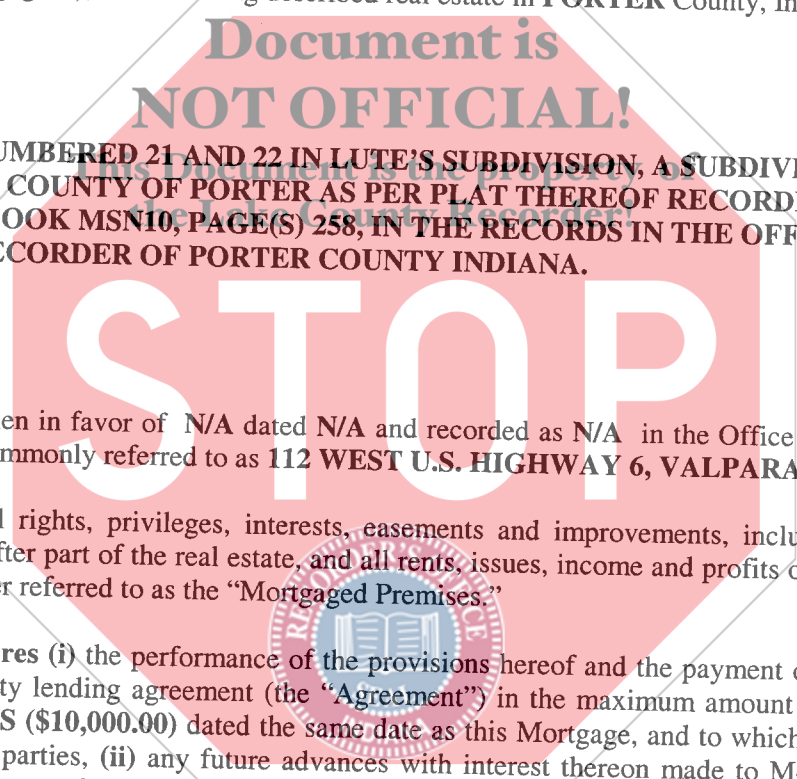 described real estate in PORTER County, In
Document is
NOT OFFICIAL!
UMBERED 21 AND 22 IN LUTE'S SUBDIVISION, A SUBDIVI
This Document is the property of
COUNTY OF PORTER AS PER PLAT THEREOF RECORD
the Lake County Recorder!
OOK MSN10, PAGE(S) 258, IN THE RECORDS IN THE OFF
ECORDER OF PORTER COUNTY INDIANA.
STOP
en in favor of N/A dated N/A and recorded as N/A in the Office
mmonly referred to as 112 WEST U.S. HIGHWAY 6, VALPARA
l rights, privileges, interests, easements and improvements, inclu
fter part of the real estate, and all rents, issues, income and profits o
r referred to as the “Mortgaged Premises.”
RECORDER'S OFFICE
res (i) the performance of the provisions hereof and the payment o
ty lending agreement (the “Agreement”) in the maximum amount
S ($10,000.00) dated the same date as this Mortgage, and to which
parties, (ii) any future advances with interest thereon made to M